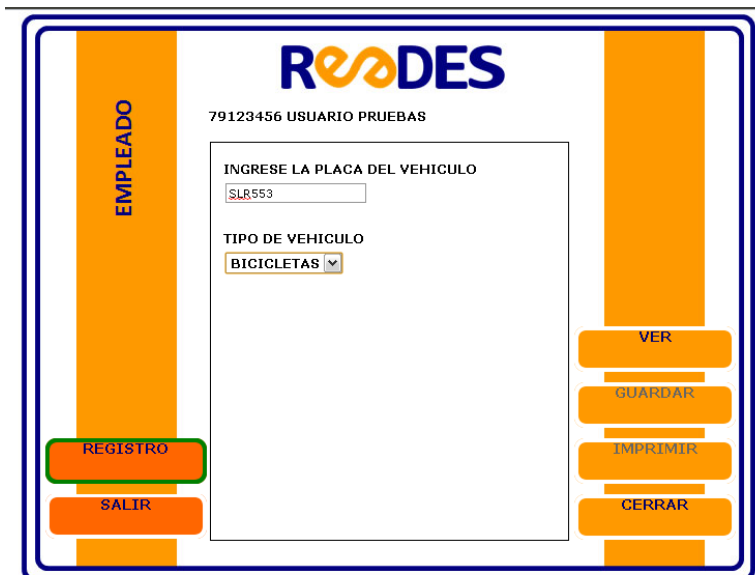 REDES
79123456 USUARIO PRUEBAS
EMPLEADO
INGRESE LA PLACA DEL VEHICULO
SLR553
TIPO DE VEHICULO
BICICLETAS
REGISTRO
SALIR
VER
GUARDAR
IMPRIMIR
CERRAR